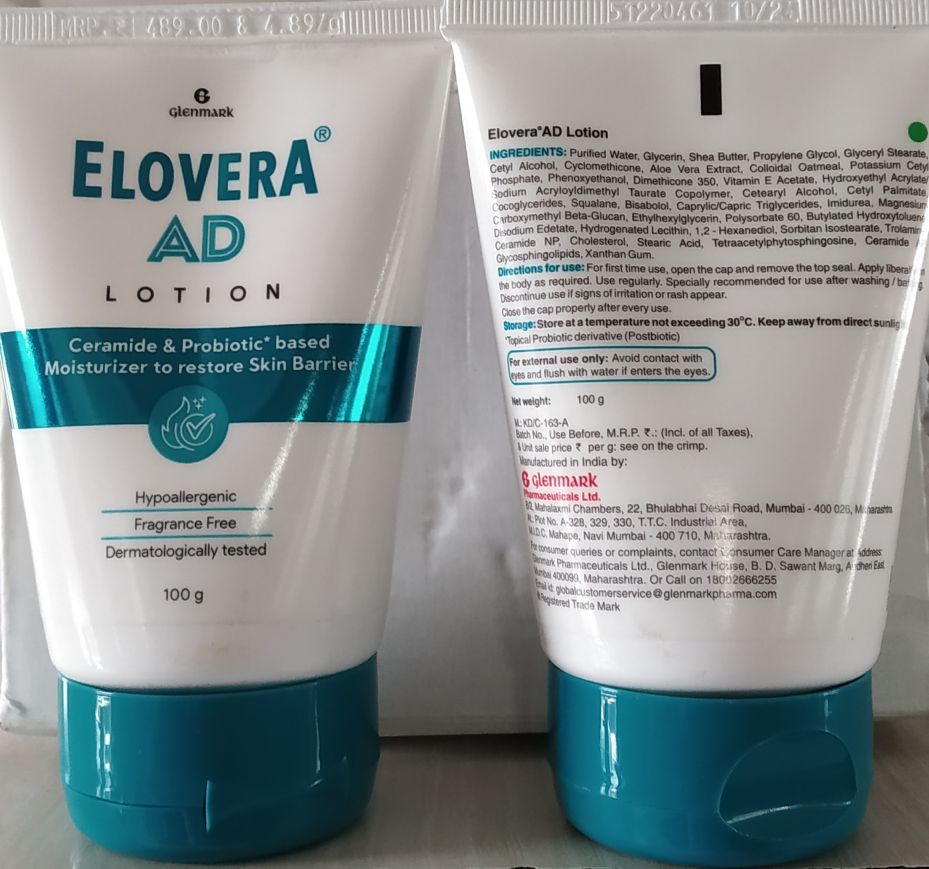 MRP. ₹ 489.00 & 4.89/g
GLENMARK
ELOVERA®
AD
LOTION
Ceramide & Probiotic* based
Moisturizer to restore Skin Barrier
Hypoallergenic
Fragrance Free
Dermatologically tested
100 g
51220461 10/2
Elovera®AD Lotion
INGREDIENTS: Purified Water, Glycerin, Shea Butter, Propylene Glycol, Glyceryl Stearate,
Cetyl Alcohol, Cyclomethicone, Aloe Vera Extract, Colloidal Oatmeal, Potassium Cetyl
Phosphate, Phenoxyethanol, Dimethicone 350, Vitamin E Acetate, Hydroxyethyl Acrylate/
Sodium Acryloyldimethyl Taurate Copolymer, Cetearyl Alcohol, Cetyl Palmitate,
Cocoglycerides, Squalane, Bisabolol, Caprylic/Capric Triglycerides, Imidurea, Magnesium
Carboxymethyl Beta-Glucan, Ethylhexylglycerin, Polysorbate 60, Butylated Hydroxytoluene
Disodium Edetate, Hydrogenated Lecithin, 1,2 - Hexanediol, Sorbitan Isostearate, Trolamin
Ceramide NP, Cholesterol, Stearic Acid, Tetraacetylphytosphingosine, Ceramide
Glycosphingolipids, Xanthan Gum.
Directions for use: For first time use, open the cap and remove the top seal. Apply liberal on
the body as required. Use regularly. Specially recommended for use after washing /
Discontinue use if signs of irritation or rash appear.
Close the cap properly after every use.
Storage: Store at a temperature not exceeding 30°C. Keep away from direct sunlig
*Topical Probiotic derivative (Postbiotic)
For external use only: Avoid contact with
eyes and flush with water if enters the eyes.
Net weight: 100 g
M.: KD/C-163-A
Batch No., Use Before, M.R.P. ₹.: (Incl. of all Taxes),
& Unit sale price ₹ per g: see on the crimp.
Manufactured in India by:
glenmark
Pharmaceuticals Ltd.
B/2, Mahalaxmi Chambers, 22, Bhulabhai Desai Road, Mumbai - 400 026, Maharashtra
At: Plot No. A-328, 329, 330, T.T.C. Industrial Area,
M.I.D.C, Mahape, Navi Mumbai - 400 710, Maharashtra.
For consumer queries or complaints, contact Consumer Care Manager at Address:
Glenmark Pharmaceuticals Ltd., Glenmark House, B. D. Sawant Marg, Andheri East,
Mumbai 400099, Maharashtra. Or Call on 18002666255
Email id: globalcustomerservice@glenmarkpharma.com
® Registered Trade Mark